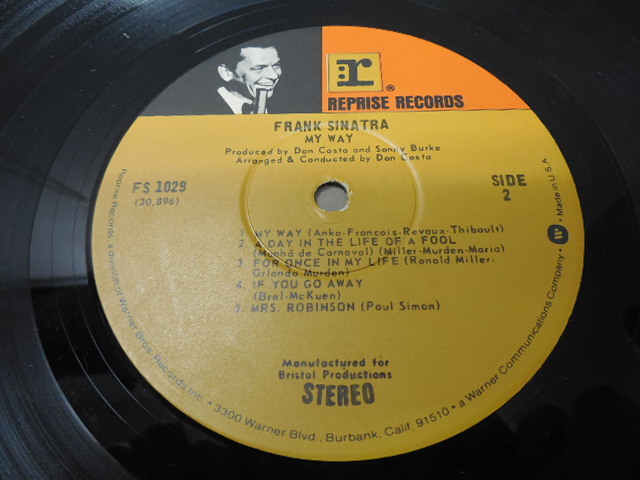 r
®
REPRISE RECORDS
FRANK SINATRA
MY WAY
Produced by Don Costa and Sonny Burke
Arranged & Conducted by Don Costa
FS 1029
(30,896)
SIDE
2
1. MY WAY (Anka-Francois-Revaux-Thibault)
2. A DAY IN THE LIFE OF A FOOL
(Manhã de Carnaval) (Miller-Murden-Maria)
3. FOR ONCE IN MY LIFE (Ronald Miller-
Orlando Murden)
4. IF YOU GO AWAY
(Brel-McKuen)
5. MRS. ROBINSON (Paul Simon)
Manufactured for
Bristol Productions
STEREO
Reprise Records, a division of Warner Bros. Records Inc. • 3300 Warner Blvd., Burbank, Calif. 91510 • a Warner Communications Company • W • Made in U.S.A.